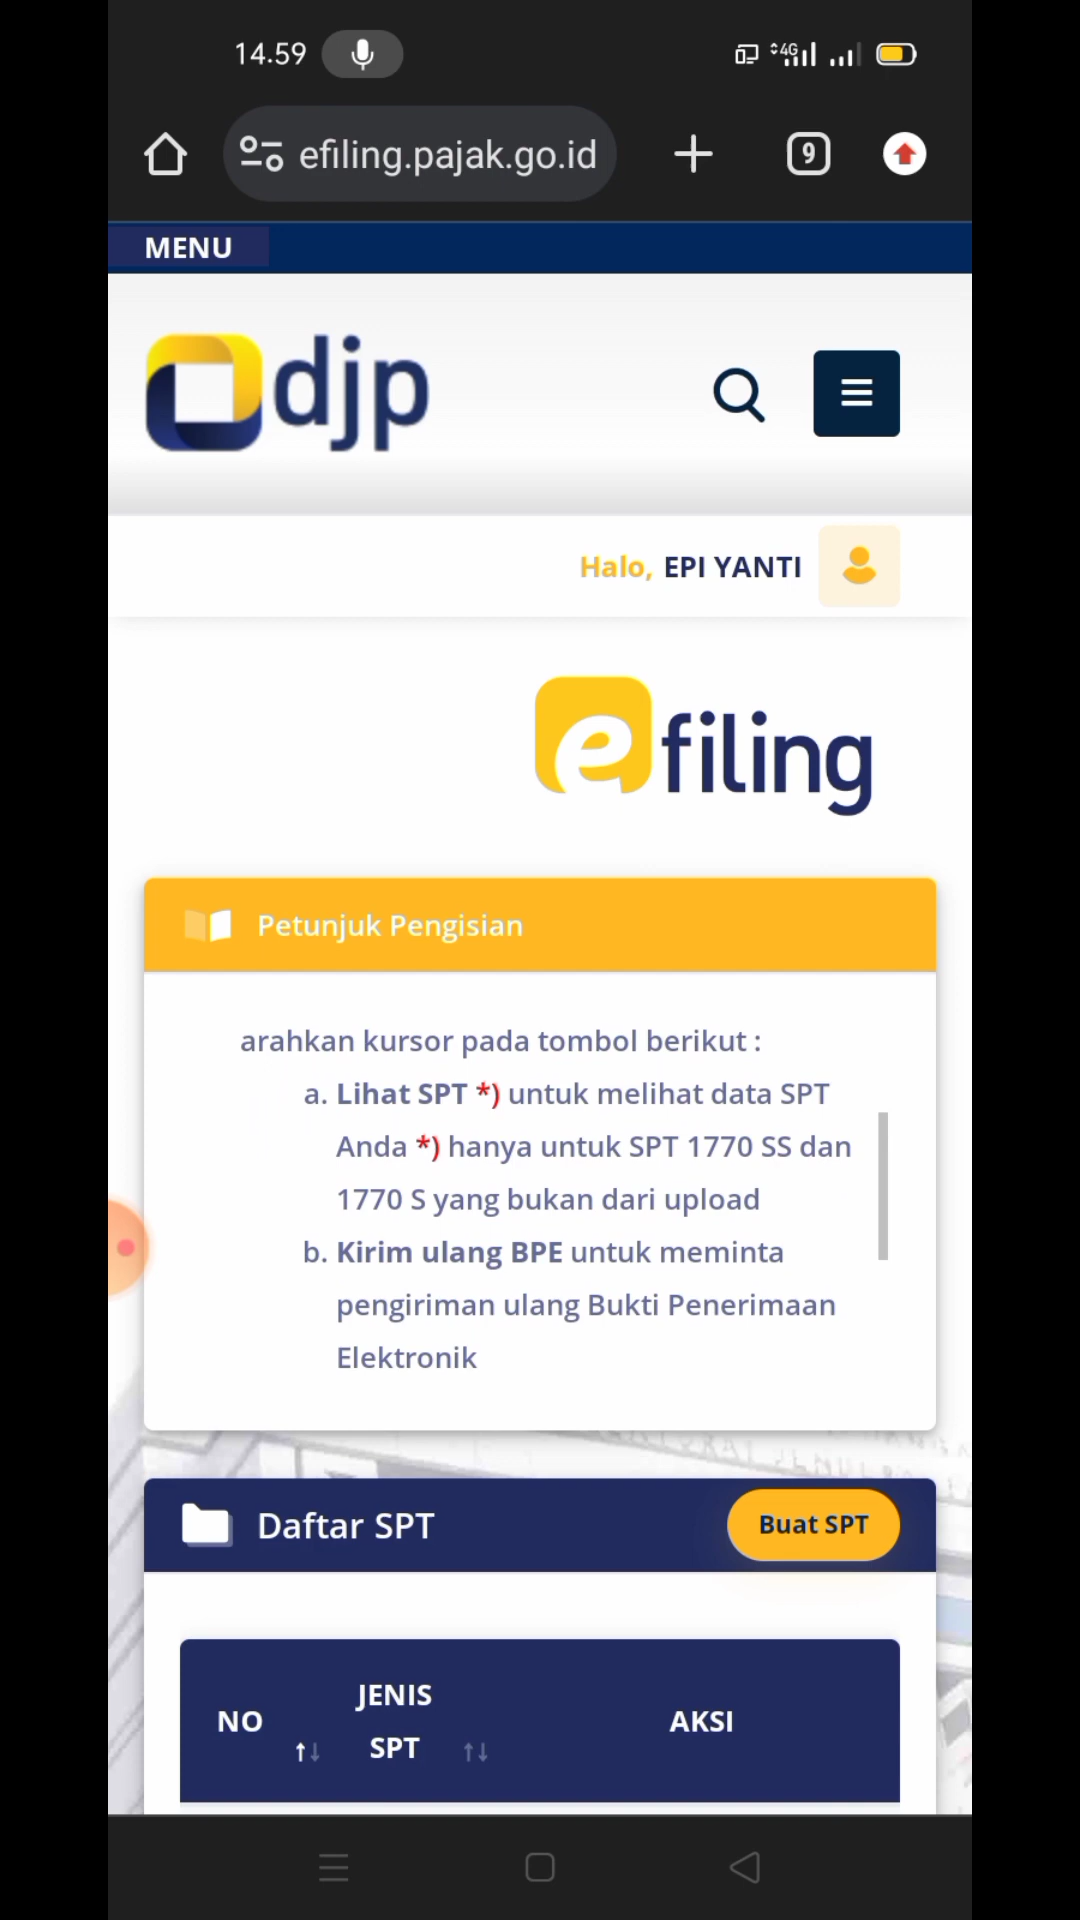 14.59
4G
efiling.pajak.go.id
9
MENU
djp
Halo, EPI YANTI
efiling
Petunjuk Pengisian
arahkan kursor pada tombol berikut :
a. Lihat SPT *) untuk melihat data SPT
Anda *) hanya untuk SPT 1770 SS dan
1770 S yang bukan dari upload
b. Kirim ulang BPE untuk meminta
pengiriman ulang Bukti Penerimaan
Elektronik
Daftar SPT
Buat SPT
NO
JENIS
SPT
AKSI